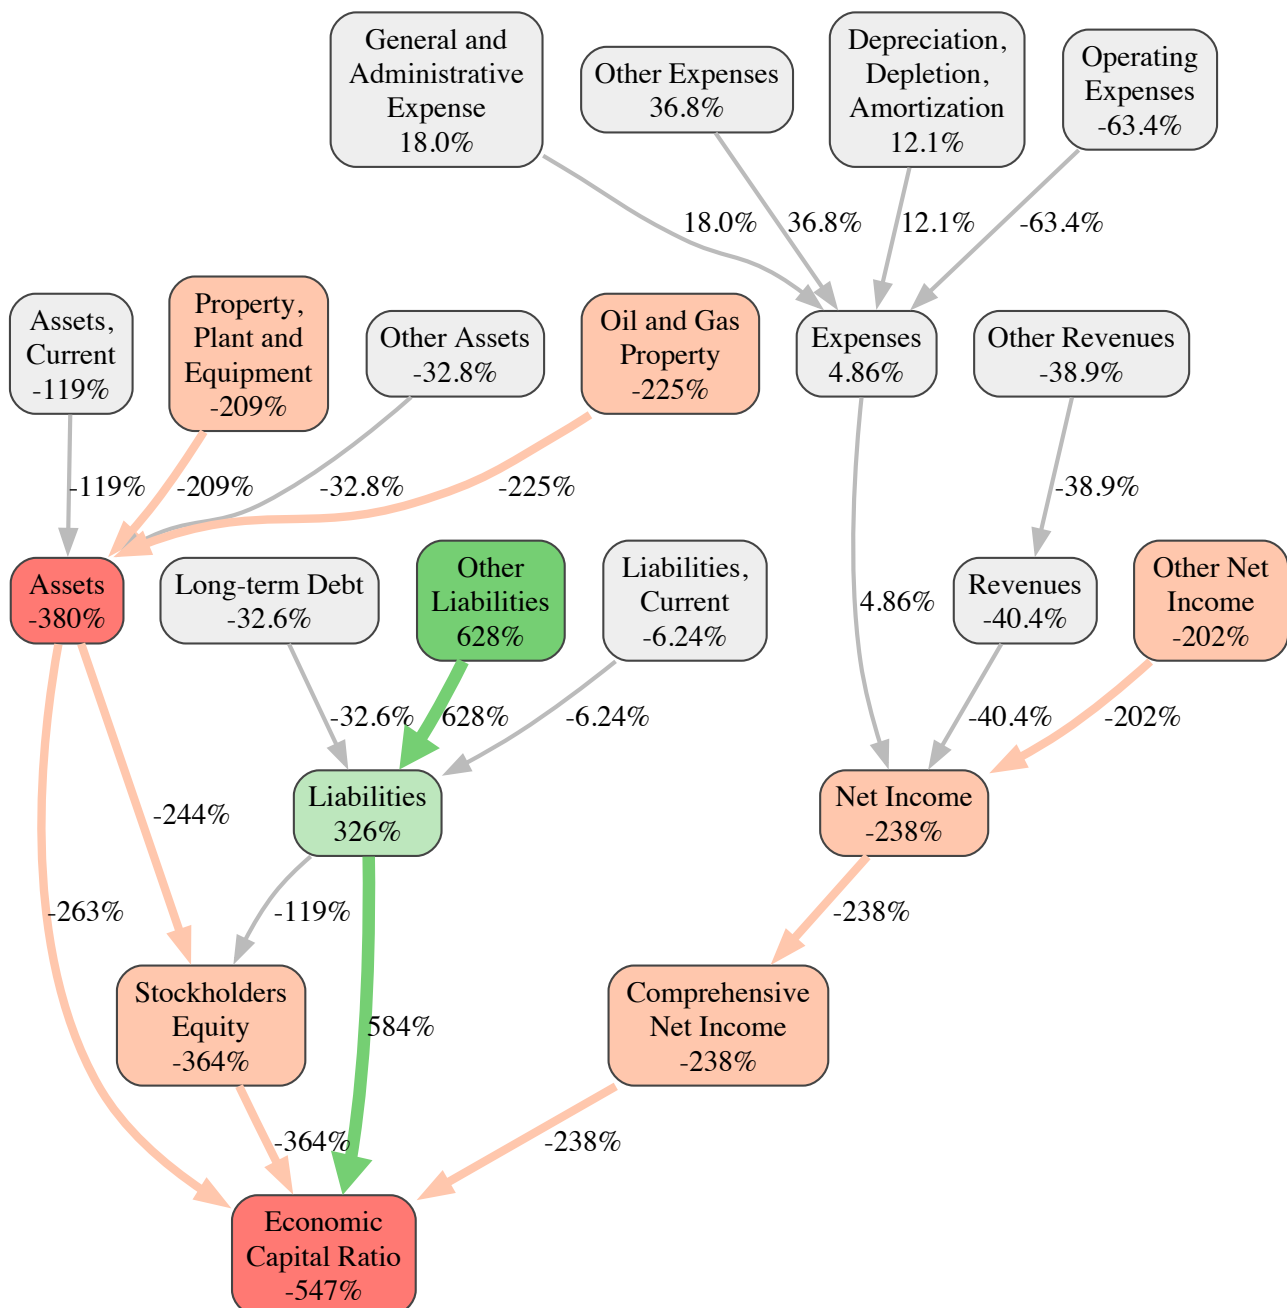 General and
Administrative
Expense
18.0%
Other Expenses
36.8%
Depreciation,
Depletion,
Amortization
12.1%
Operating
Expenses
-63.4%
18.0%
36.8%
12.1%
-63.4%
Assets,
Current
-119%
Property,
Plant and
Equipment
-209%
Other Assets
-32.8%
Oil and Gas
Property
-225%
Expenses
4.86%
Other Revenues
-38.9%
-119%
-209%
-32.8%
-225%
-38.9%
Assets
-380%
Long-term Debt
-32.6%
Other
Liabilities
628%
Liabilities,
Current
-6.24%
4.86%
Revenues
-40.4%
Other Net
Income
-202%
-32.6%
628%
-6.24%
-40.4%
-202%
-244%
Liabilities
326%
Net Income
-238%
-263%
-119%
-238%
Stockholders
Equity
-364%
584%
Comprehensive
Net Income
-238%
-364%
-238%
Economic
Capital Ratio
-547%